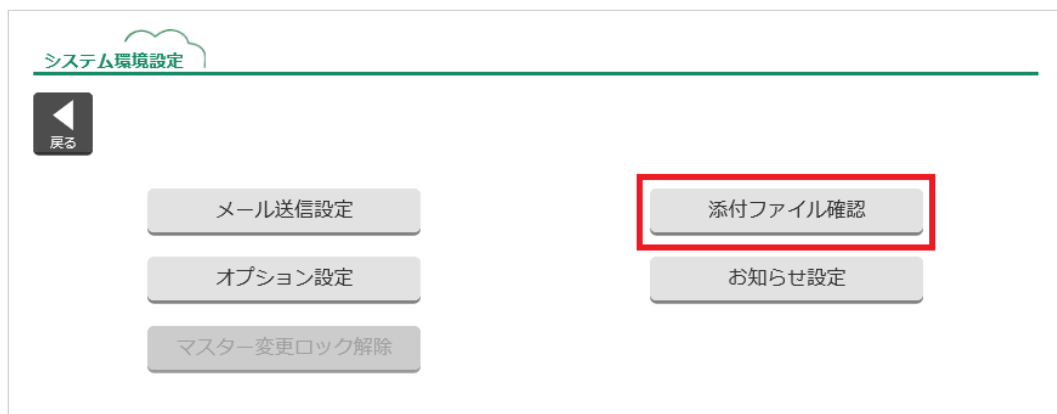 システム環境設定
戻る
メール送信設定
添付ファイル確認
オプション設定
お知らせ設定
マスター変更ロック解除